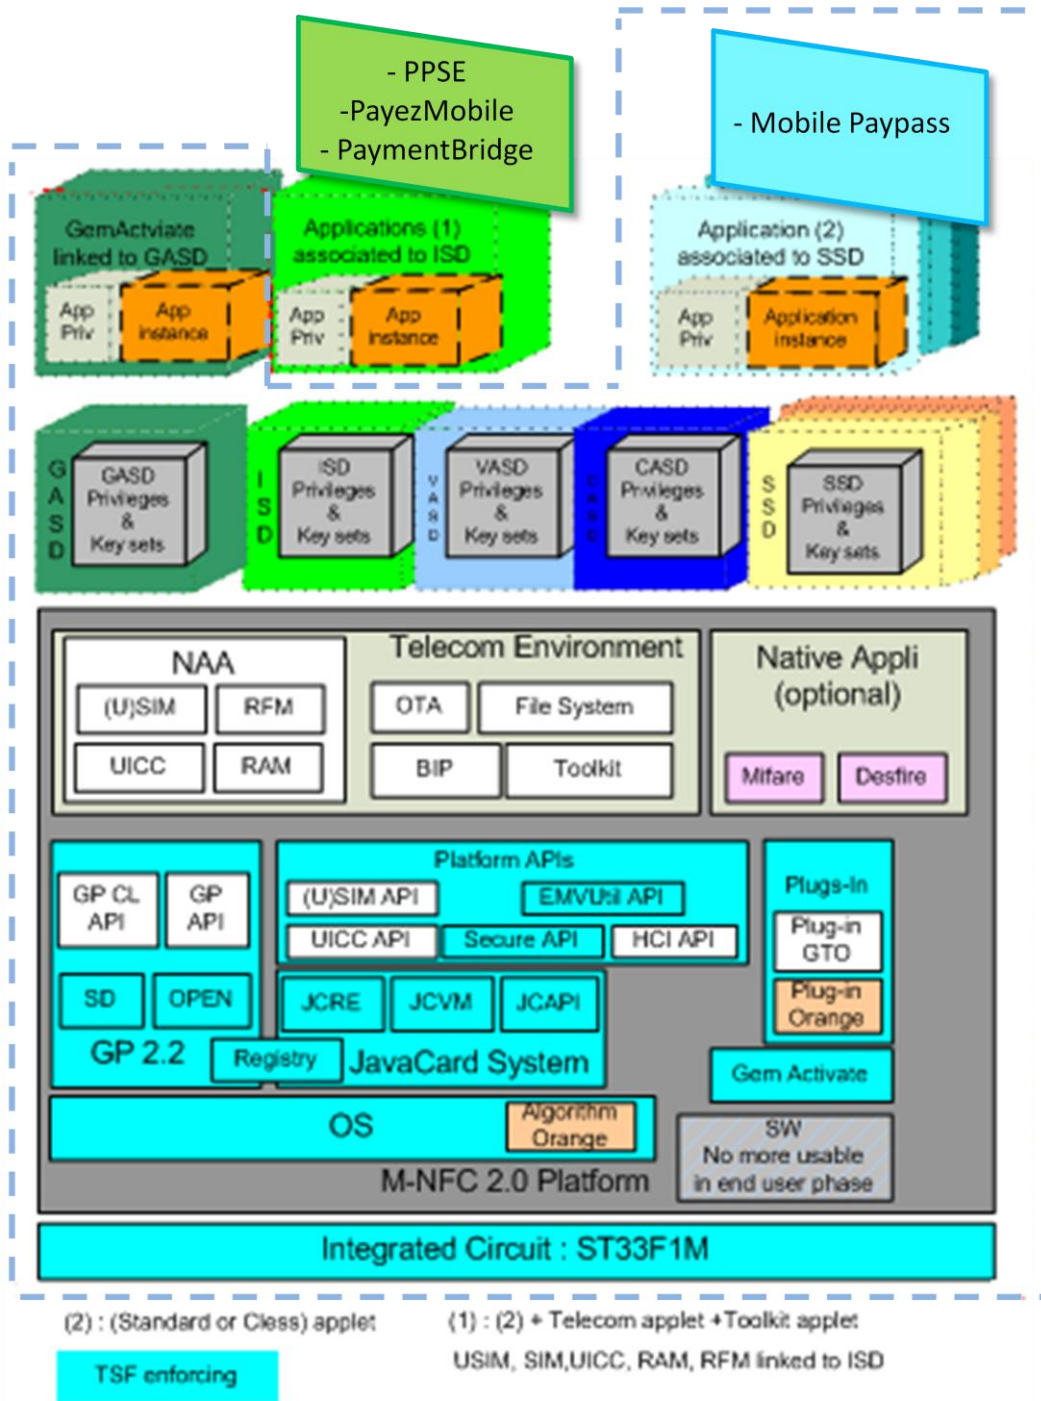 - PPSE
-PayezMobile
- PaymentBridge
- Mobile Paypass
GemActviate
linked to GASD
App
Priv
App
instance
Applications (1)
associated to ISD
App
Priv
App
instance
Application (2)
associated to SSD
App
Priv
Application
instance
GASD
GASD
Privileges
&
Key sets
ISD
ISD
Privileges
&
Key sets
VASD
VASD
Privileges
&
Key sets
CASD
CASD
Privileges
&
Key sets
SSD
SSD
Privileges
&
Key sets
NAA
(U)SIM
RFM
UICC
RAM
Telecom Environment
OTA
File System
BIP
Toolkit
Native Appli
(optional)
Mifare
Desfire
GP CL
API
GP
API
SD
OPEN
GP 2.2
Registry
Platform APIs
(U)SIM API
EMVUtil API
UICC API
Secure API
HCI API
JCRE
JCVM
JCAPI
JavaCard System
Plugs-In
Plug-in
GTO
Plug-in
Orange
Gem Activate
OS
Algorithm
Orange
SW
No more usable
in end user phase
M-NFC 2.0 Platform
Integrated Circuit : ST33F1M
(2) : (Standard or Cless) applet
(1) : (2) + Telecom applet +Toolkit applet
USIM, SIM,UICC, RAM, RFM linked to ISD
TSF enforcing